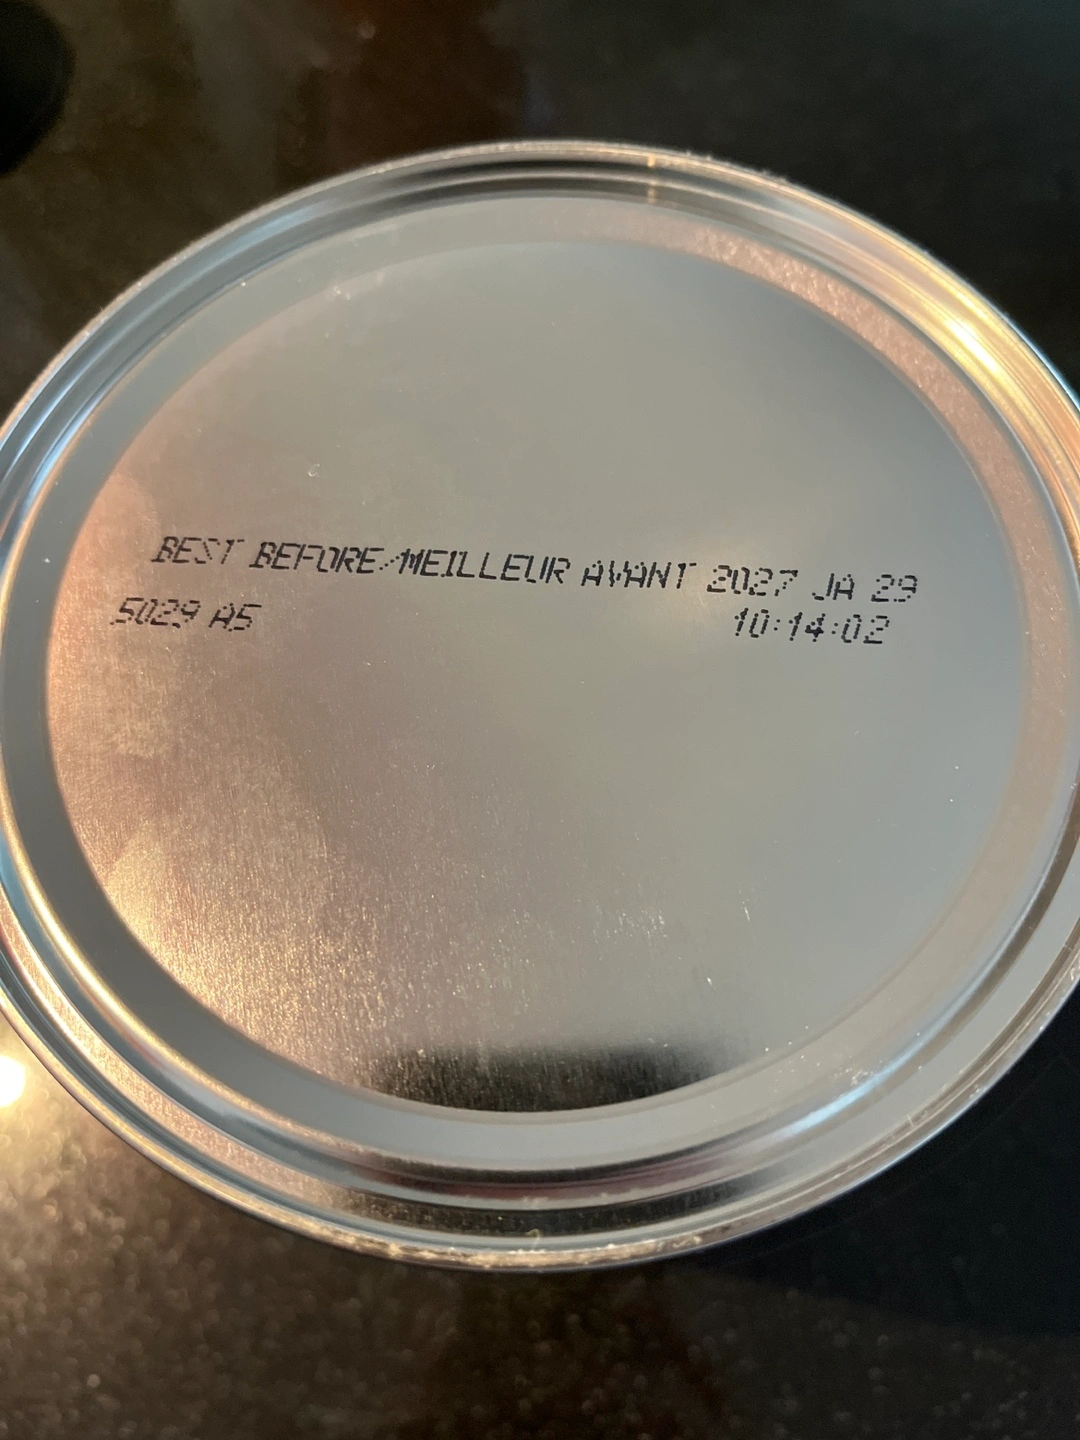 BEST BEFORE/MEILLEUR AVANT 2027 JA 29
5029 A5 10:14:02